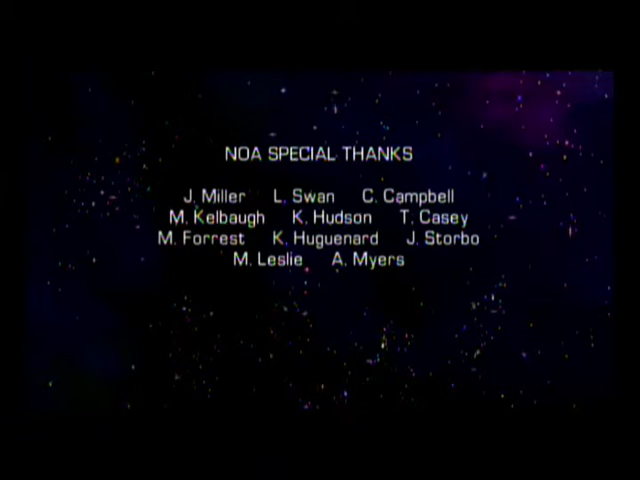 NOA SPECIAL THANKS
J. Miller L. Swan C. Campbell
M. Kelbaugh K. Hudson T. Casey
M. Forrest K. Huguenard J. Storbo
M. Leslie A. Myers